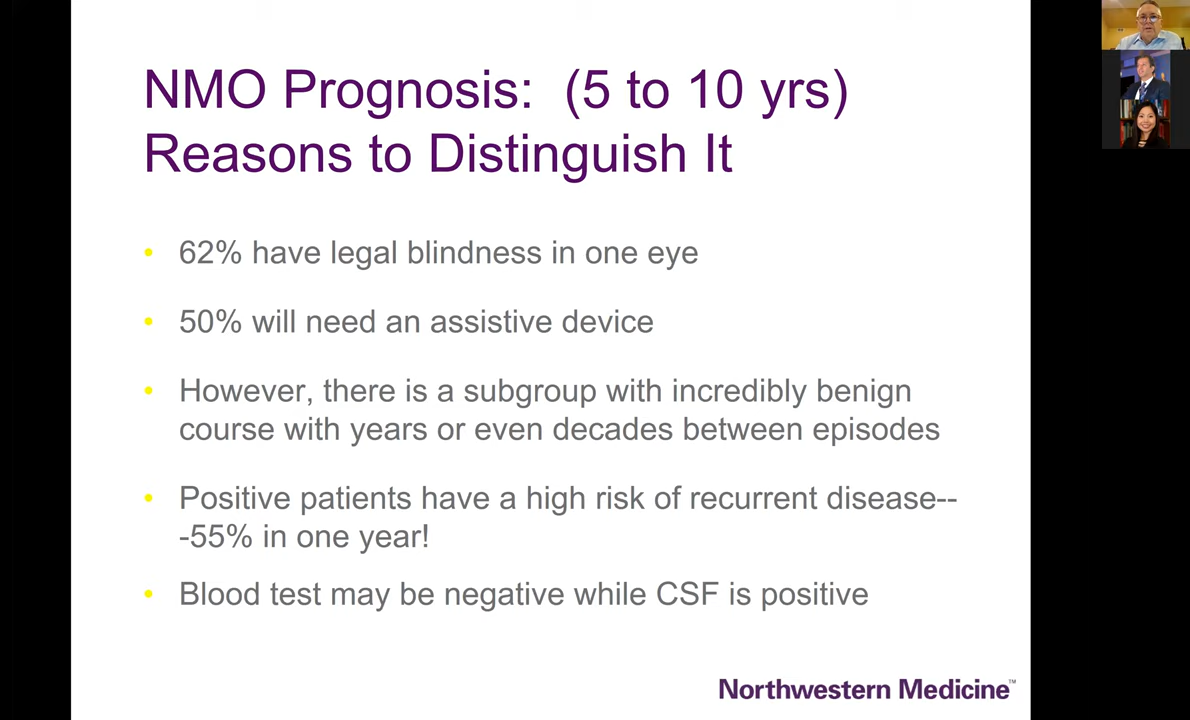 NMO Prognosis: (5 to 10 yrs)
Reasons to Distinguish It
• 62% have legal blindness in one eye
• 50% will need an assistive device
• However, there is a subgroup with incredibly benign
course with years or even decades between episodes
• Positive patients have a high risk of recurrent disease--
-55% in one year!
• Blood test may be negative while CSF is positive
Northwestern Medicine™